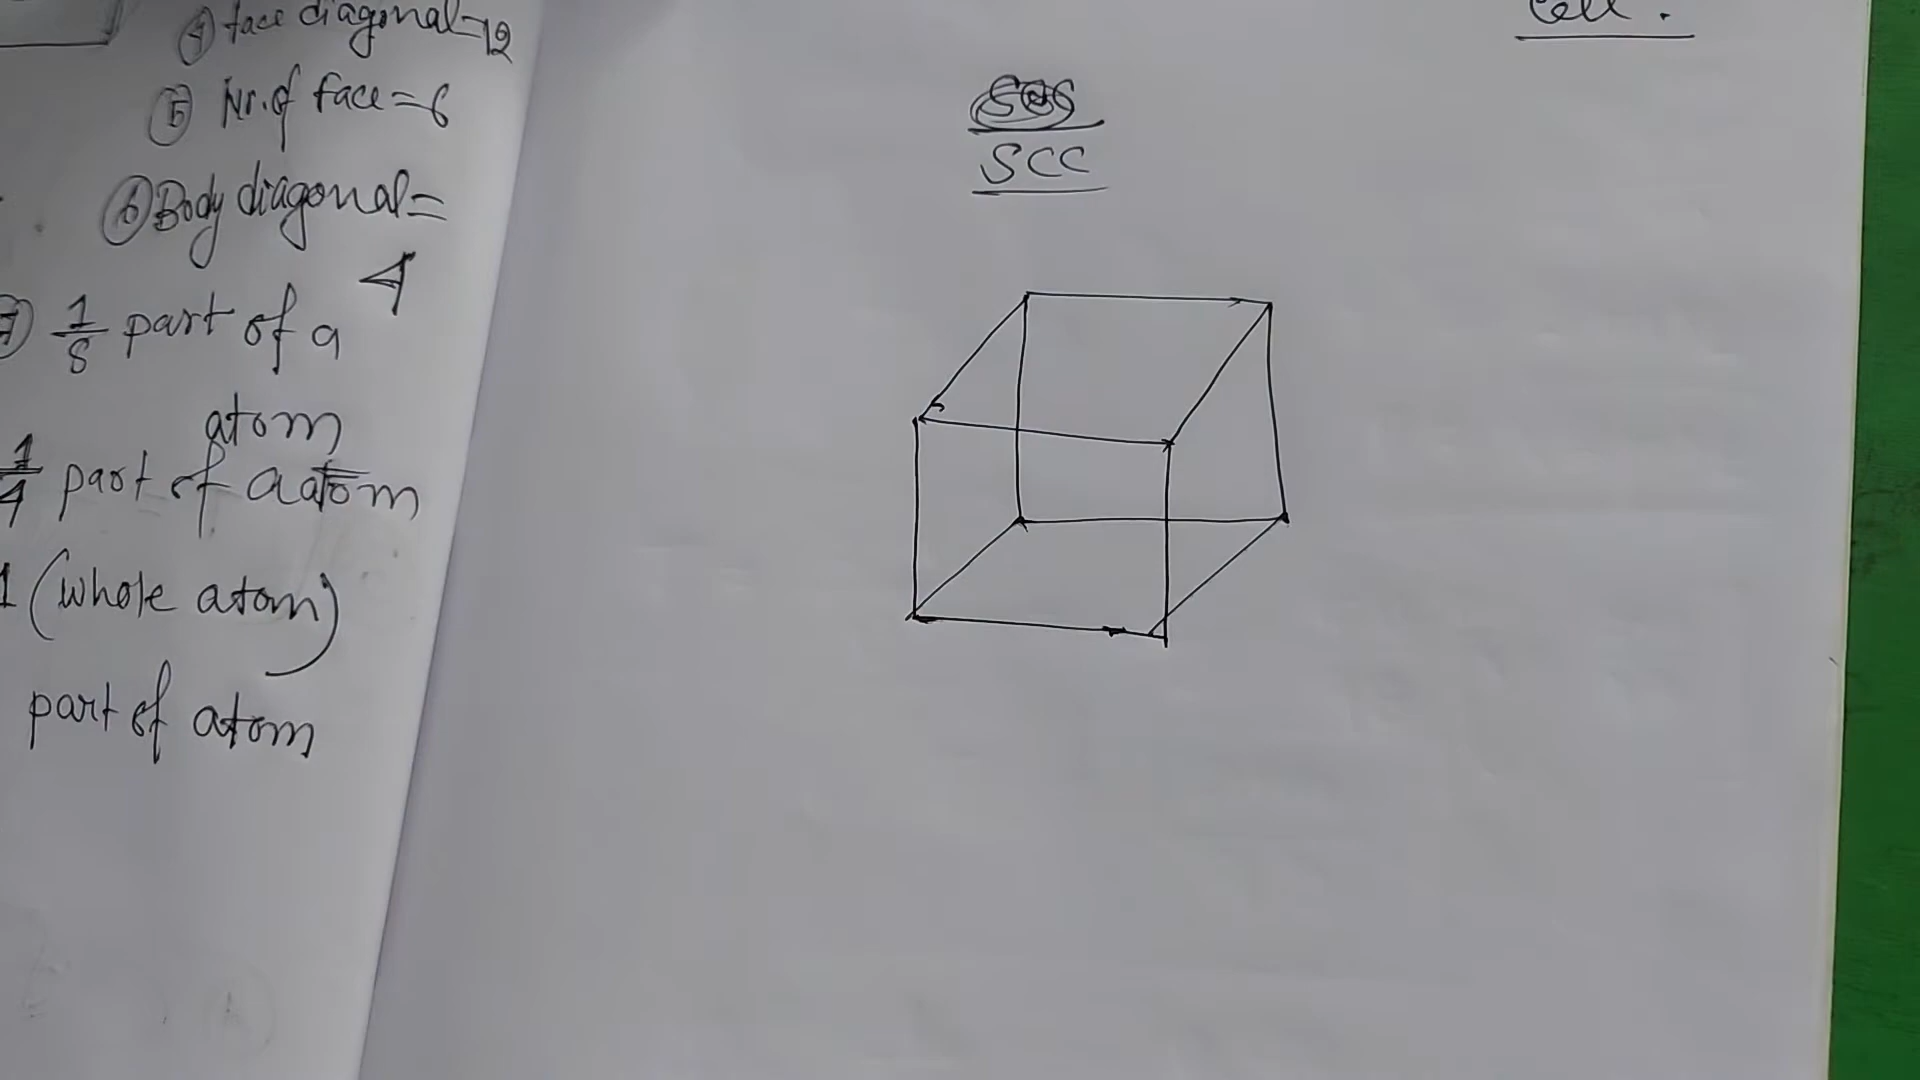 ④ face diagonal=12
⑤ Nr. of face=6
⑥ Body diagonal=
4
⑦ 1/8 part of a
atom
1/4 part of a atom
1 (whole atom)
part of atom
Cell.
SCC